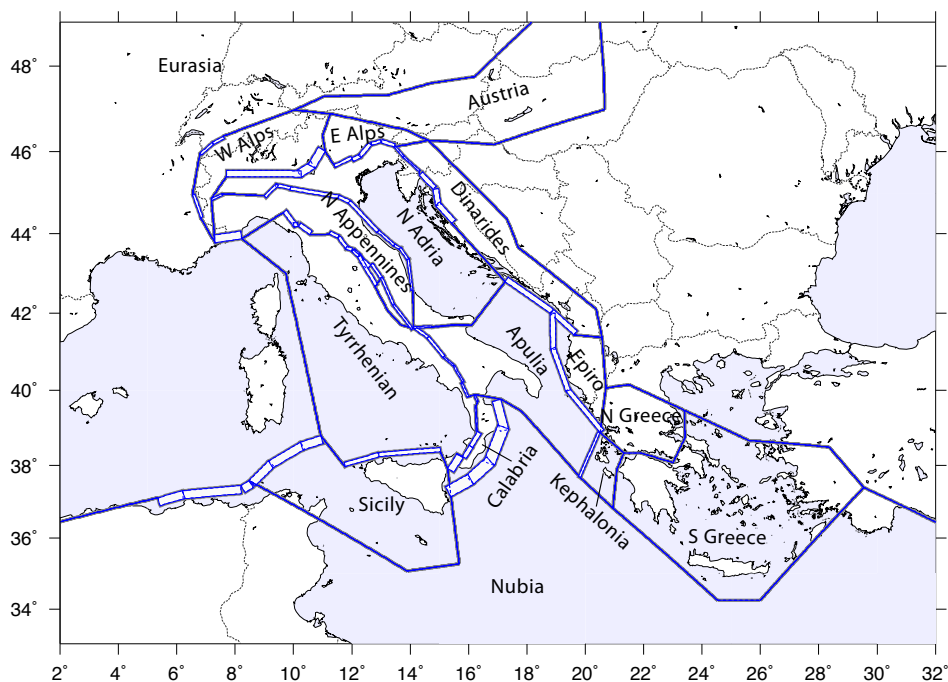 48°
46°
44°
42°
40°
38°
36°
34°
Eurasia
Austria
W Alps
E Alps
Dinarides
N Appennines
N Adria
Tyrrhenian
Apulia
Epiro
N Greece
Calabria
Kephalonia
Sicily
S Greece
Nubia
2° 4° 6° 8° 10° 12° 14° 16° 18° 20° 22° 24° 26° 28° 30° 32°